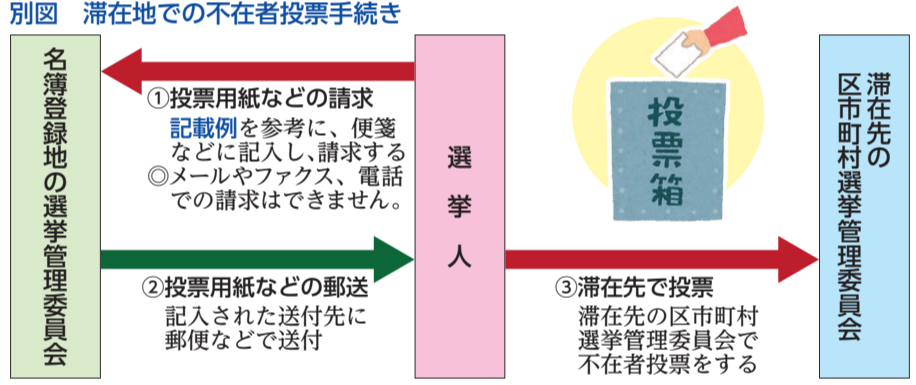 別図　滞在地での不在者投票手続き
名簿登録地の選挙管理委員会
①投票用紙などの請求
記載例を参考に、便箋
などに記入し、請求する
◎メールやファクス、電話
での請求はできません。
②投票用紙などの郵送
記入された送付先に
郵便などで送付
選挙人
投票箱
③滞在先で投票
滞在先の区市町村
選挙管理委員会で
不在者投票をする
滞在先の
区市町村選挙管理委員会